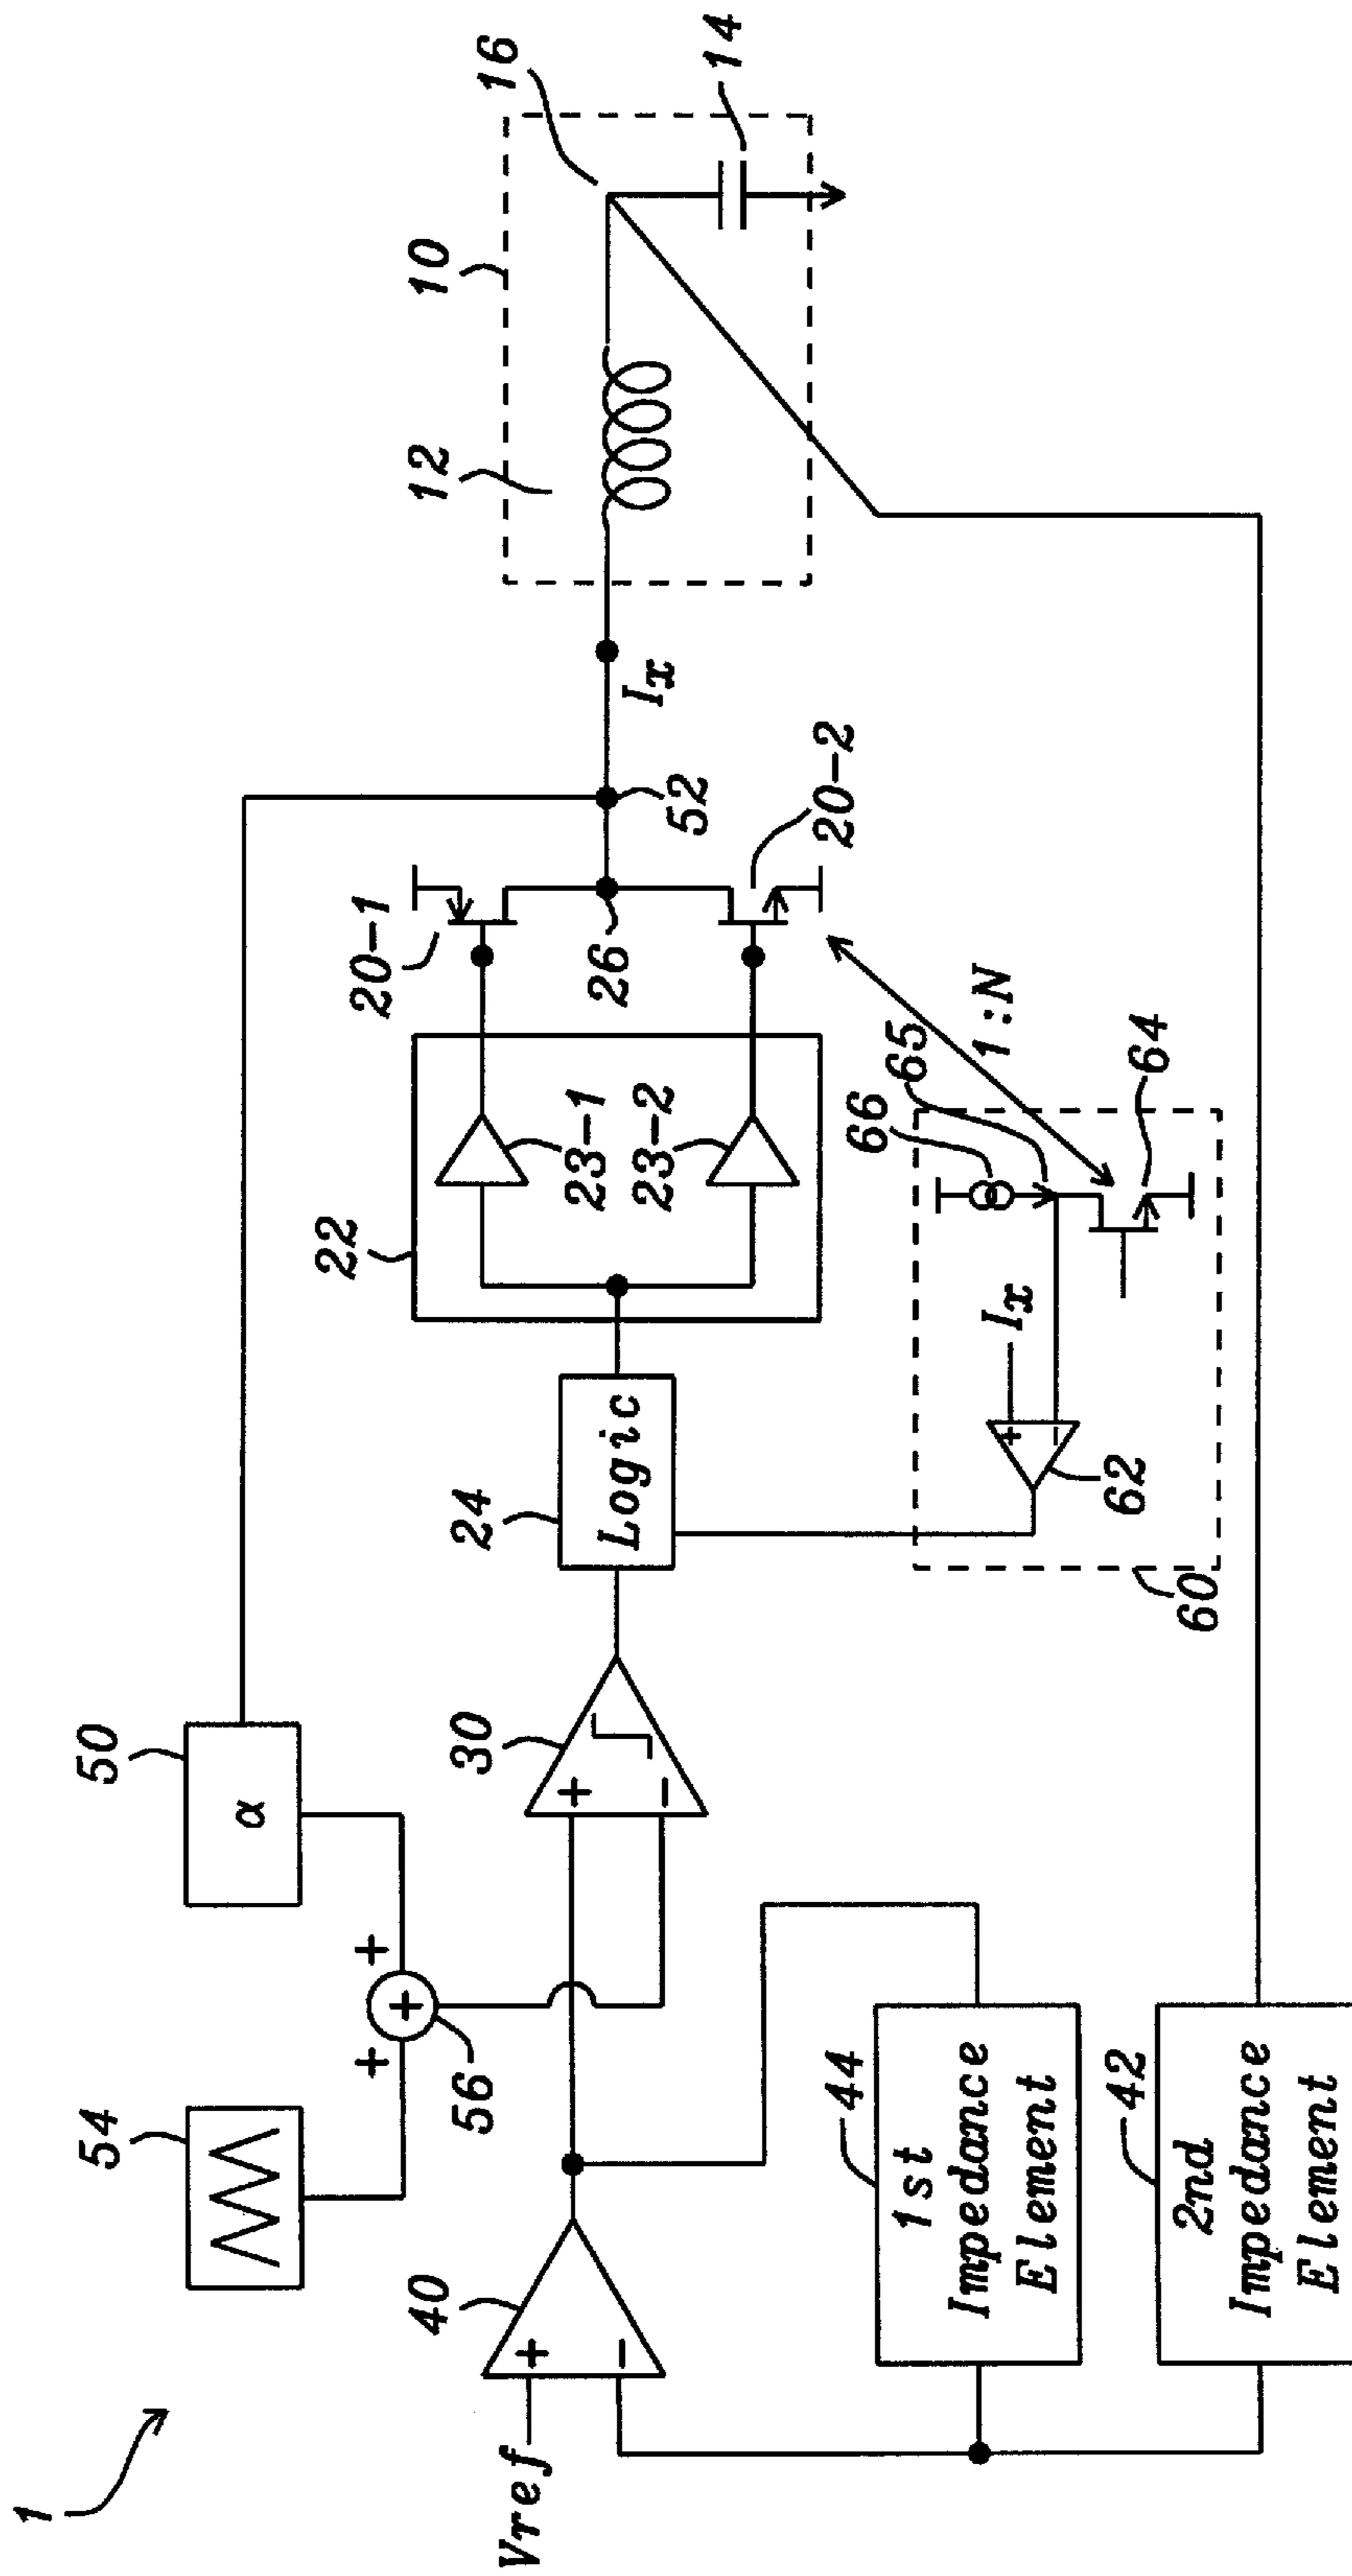 1
54
50
α
+
+
+
56
Vref
40
+
−
30
+
−
24
Logic
22
23-1
23-2
20-1
26
52
20-2
Ix
10
12
16
14
1:N
44
1st
Impedance
Element
42
2nd
Impedance
Element
60
62
+
−
Ix
66
65
64